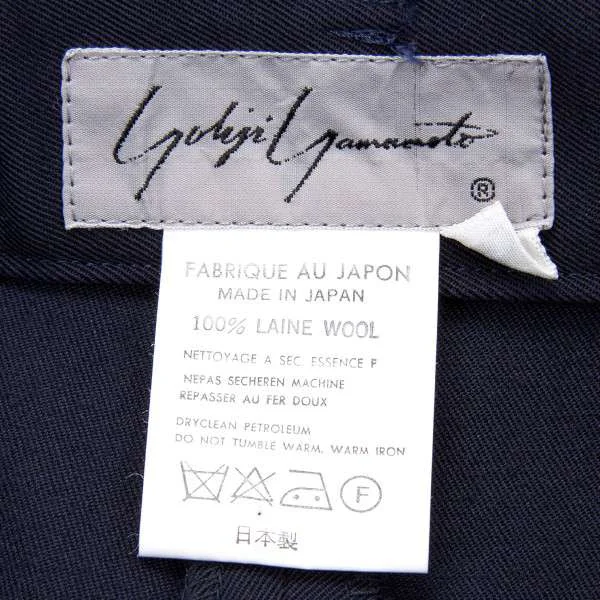 Yohji Yamamoto
®
FABRIQUE AU JAPON
MADE IN JAPAN
100% LAINE WOOL
NETTOYAGE A SEC. ESSENCE F
NEPAS SECHEREN MACHINE
REPASSER AU FER DOUX
DRYCLEAN PETROLEUM
DO NOT TUMBLE WARM, WARM IRON
F
日本製